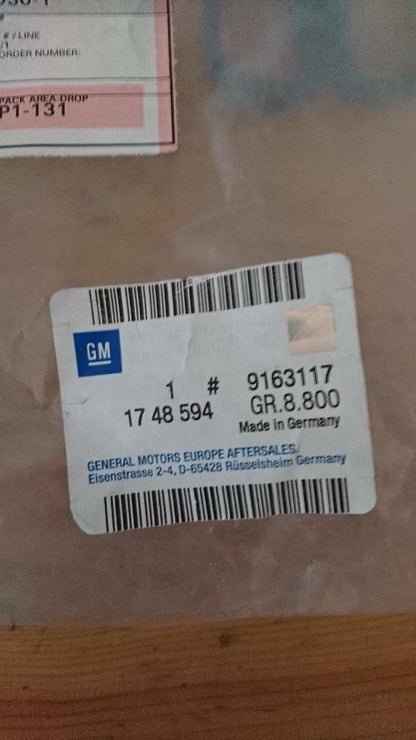 # / LINE
ORDER NUMBER:
PACK AREA DROP
P1-131
GM
1 # 9163117
17 48 594 GR.8.800
Made in Germany
GENERAL MOTORS EUROPE AFTERSALES.
Eisenstrasse 2-4, D-65428 Rüsselsheim Germany